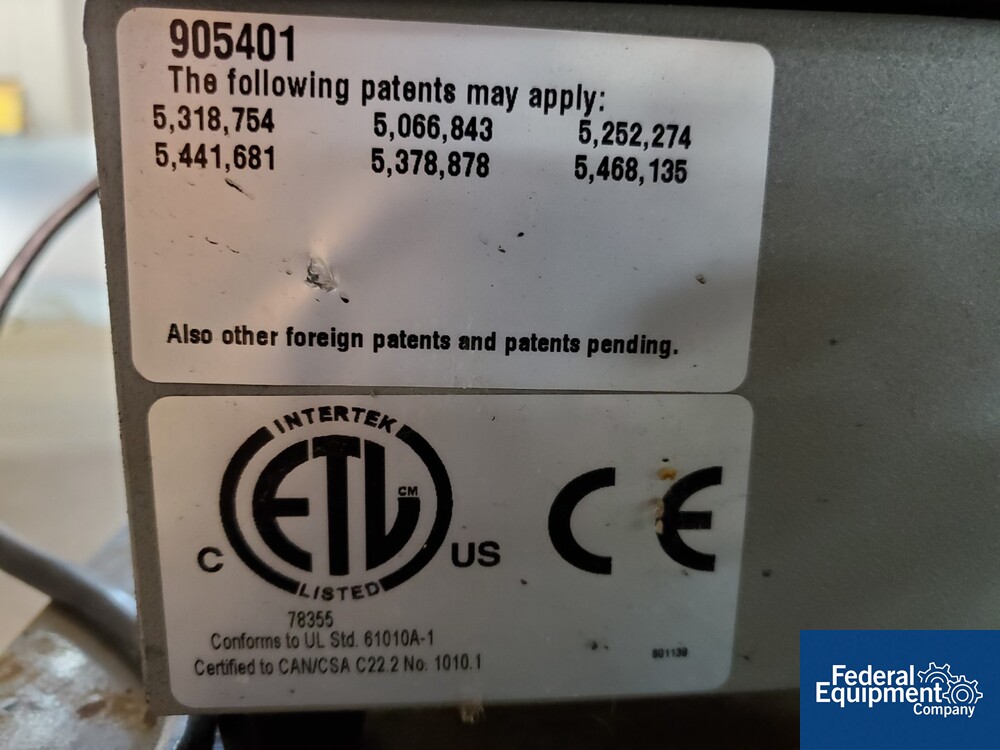 905401
The following patents may apply:
5,318,754 5,066,843 5,252,274
5,441,681 5,378,878 5,468,135
Also other foreign patents and patents pending.
INTERTEK
ETL CM
C US
LISTED
CE
78355
Conforms to UL Std. 61010A-1
Certified to CAN/CSA C22.2 No. 1010.1
801139
Federal
Equipment
Company